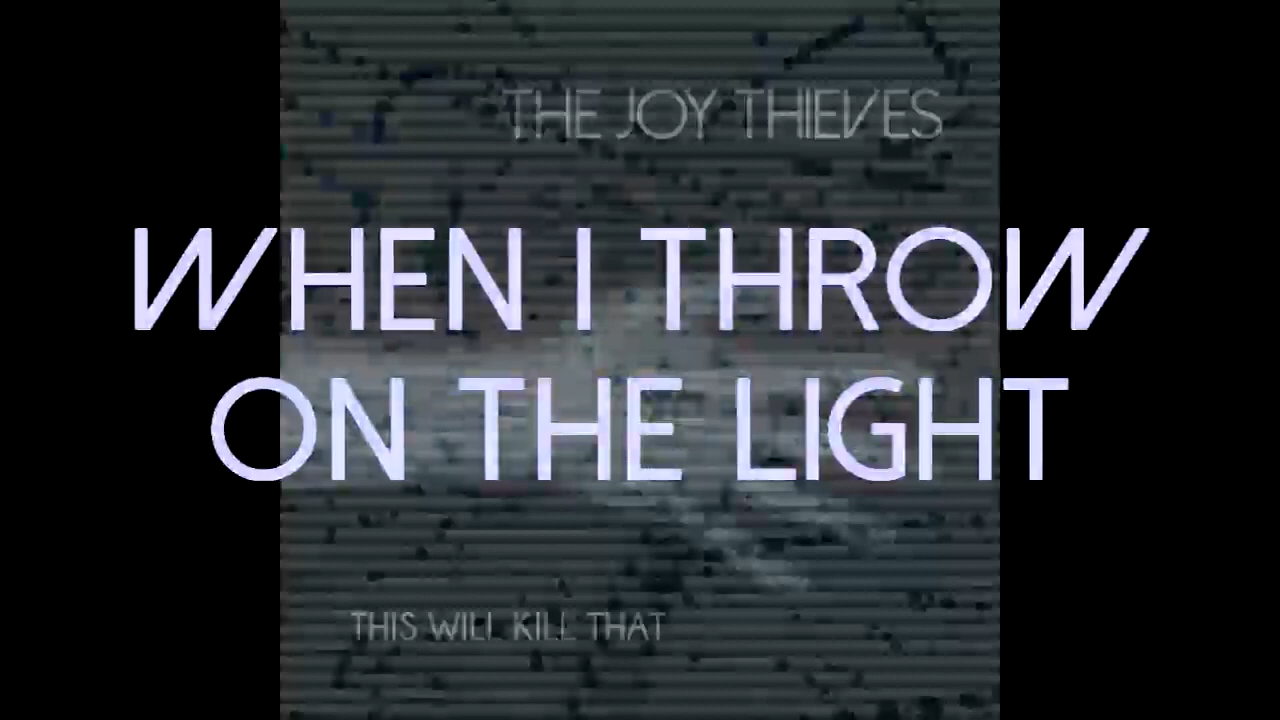 THE JOY THIEVES
WHEN I THROW
ON THE LIGHT
THIS WILL KILL THAT